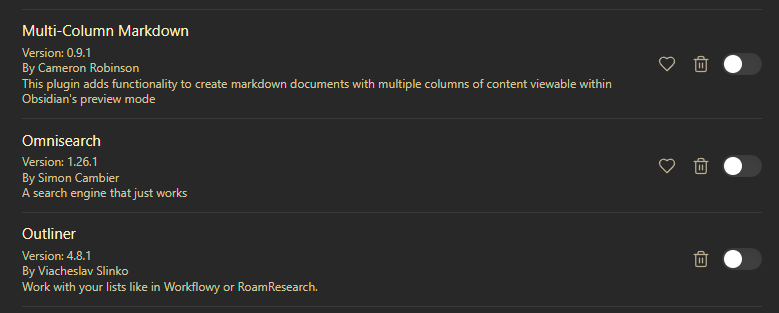 Multi-Column Markdown
Version: 0.9.1
By Cameron Robinson
This plugin adds functionality to create markdown documents with multiple columns of content viewable within
Obsidian's preview mode
Omnisearch
Version: 1.26.1
By Simon Cambier
A search engine that just works
Outliner
Version: 4.8.1
By Viacheslav Slinko
Work with your lists like in Workflowy or RoamResearch.